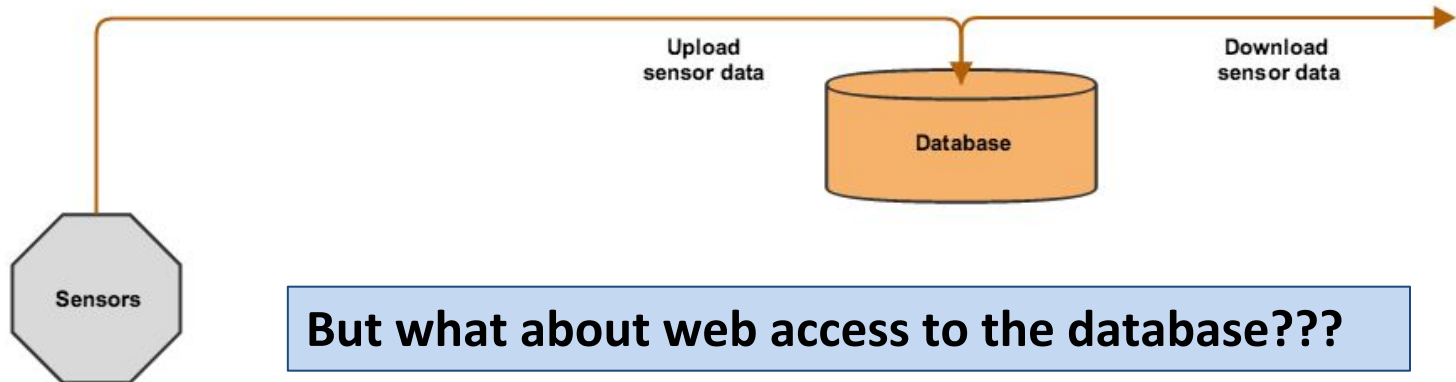 Upload
sensor data
Download
sensor data
Database
Sensors
But what about web access to the database???